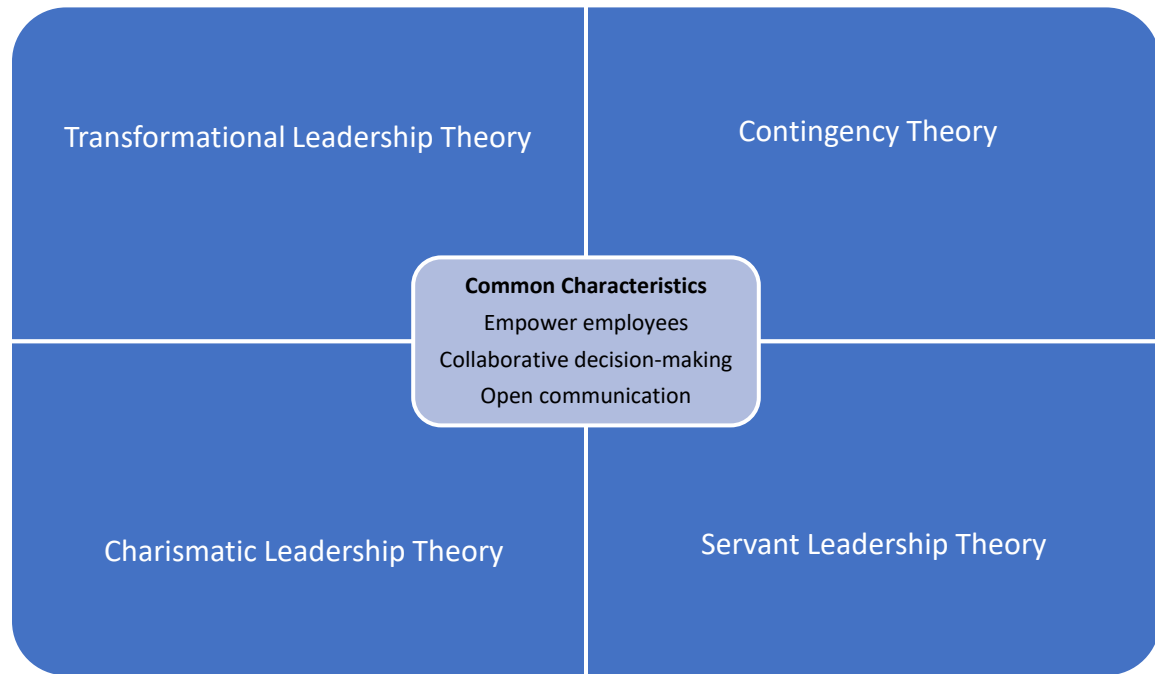 Transformational Leadership Theory
Contingency Theory
Common Characteristics
Empower employees
Collaborative decision-making
Open communication
Charismatic Leadership Theory
Servant Leadership Theory